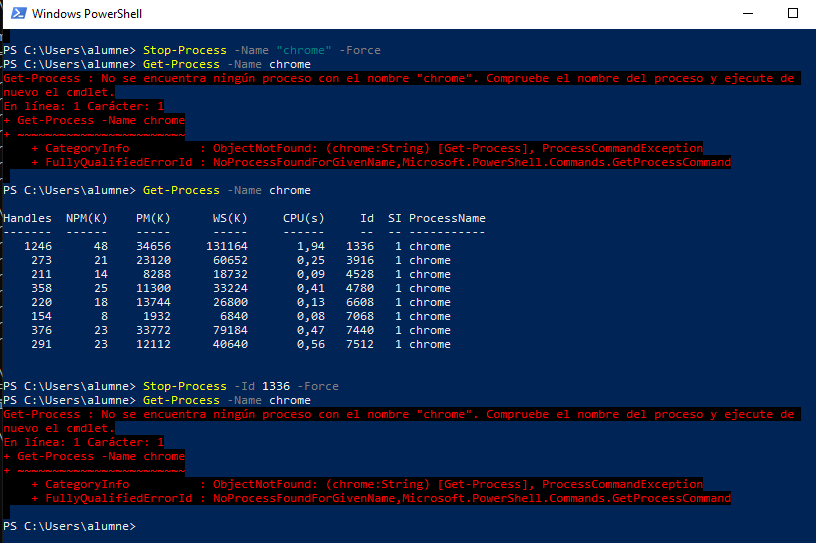 Windows PowerShell
PS C:\Users\alumne> Stop-Process -Name "chrome" -Force
PS C:\Users\alumne> Get-Process -Name chrome
Get-Process : No se encuentra ningún proceso con el nombre "chrome". Compruebe el nombre del proceso y ejecute de
nuevo el cmdlet.
En línea: 1 Carácter: 1
+ Get-Process -Name chrome
+ ~~~~~~~~~~~~~~~~~~~~~~~~
    + CategoryInfo          : ObjectNotFound: (chrome:String) [Get-Process], ProcessCommandException
    + FullyQualifiedErrorId : NoProcessFoundForGivenName,Microsoft.PowerShell.Commands.GetProcessCommand
PS C:\Users\alumne> Get-Process -Name chrome
Handles  NPM(K)    PM(K)      WS(K)     CPU(s)     Id  SI ProcessName
-------  ------    -----      -----     ------     --  -- -----------
   1246      48    34656     131164       1,94   1336   1 chrome
    273      21    23120      60652       0,25   3916   1 chrome
    211      14     8288      18732       0,09   4528   1 chrome
    358      25    11300      33224       0,41   4780   1 chrome
    220      18    13744      26800       0,13   6608   1 chrome
    154       8     1932       6840       0,08   7068   1 chrome
    376      23    33772      79184       0,47   7440   1 chrome
    291      23    12112      40640       0,56   7512   1 chrome
PS C:\Users\alumne> Stop-Process -Id 1336 -Force
PS C:\Users\alumne> Get-Process -Name chrome
Get-Process : No se encuentra ningún proceso con el nombre "chrome". Compruebe el nombre del proceso y ejecute de
nuevo el cmdlet.
En línea: 1 Carácter: 1
+ Get-Process -Name chrome
+ ~~~~~~~~~~~~~~~~~~~~~~~~
    + CategoryInfo          : ObjectNotFound: (chrome:String) [Get-Process], ProcessCommandException
    + FullyQualifiedErrorId : NoProcessFoundForGivenName,Microsoft.PowerShell.Commands.GetProcessCommand
PS C:\Users\alumne>